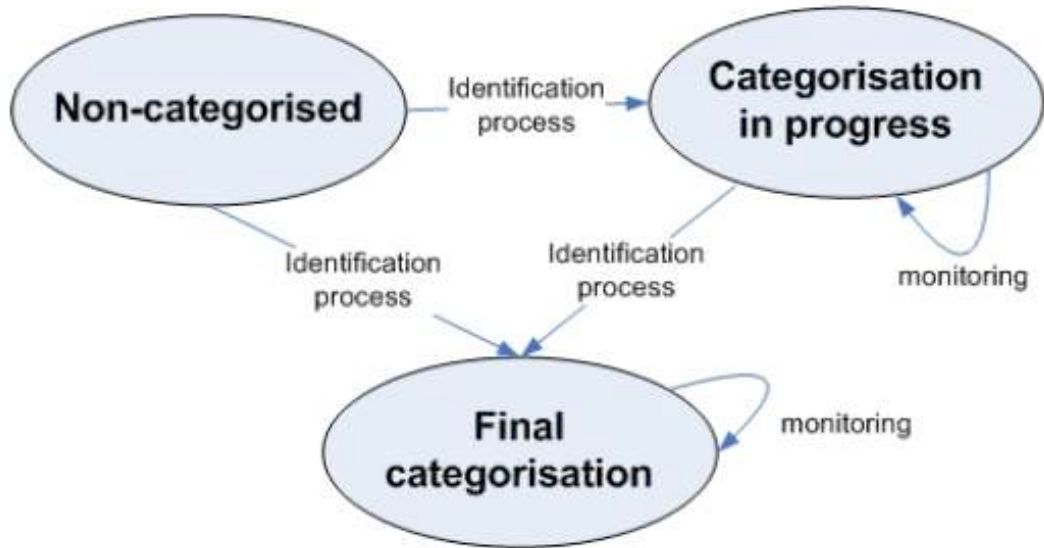 Non-categorised
Identification
process
Categorisation
in progress
Identification
process
Identification
process
monitoring
Final
categorisation
monitoring